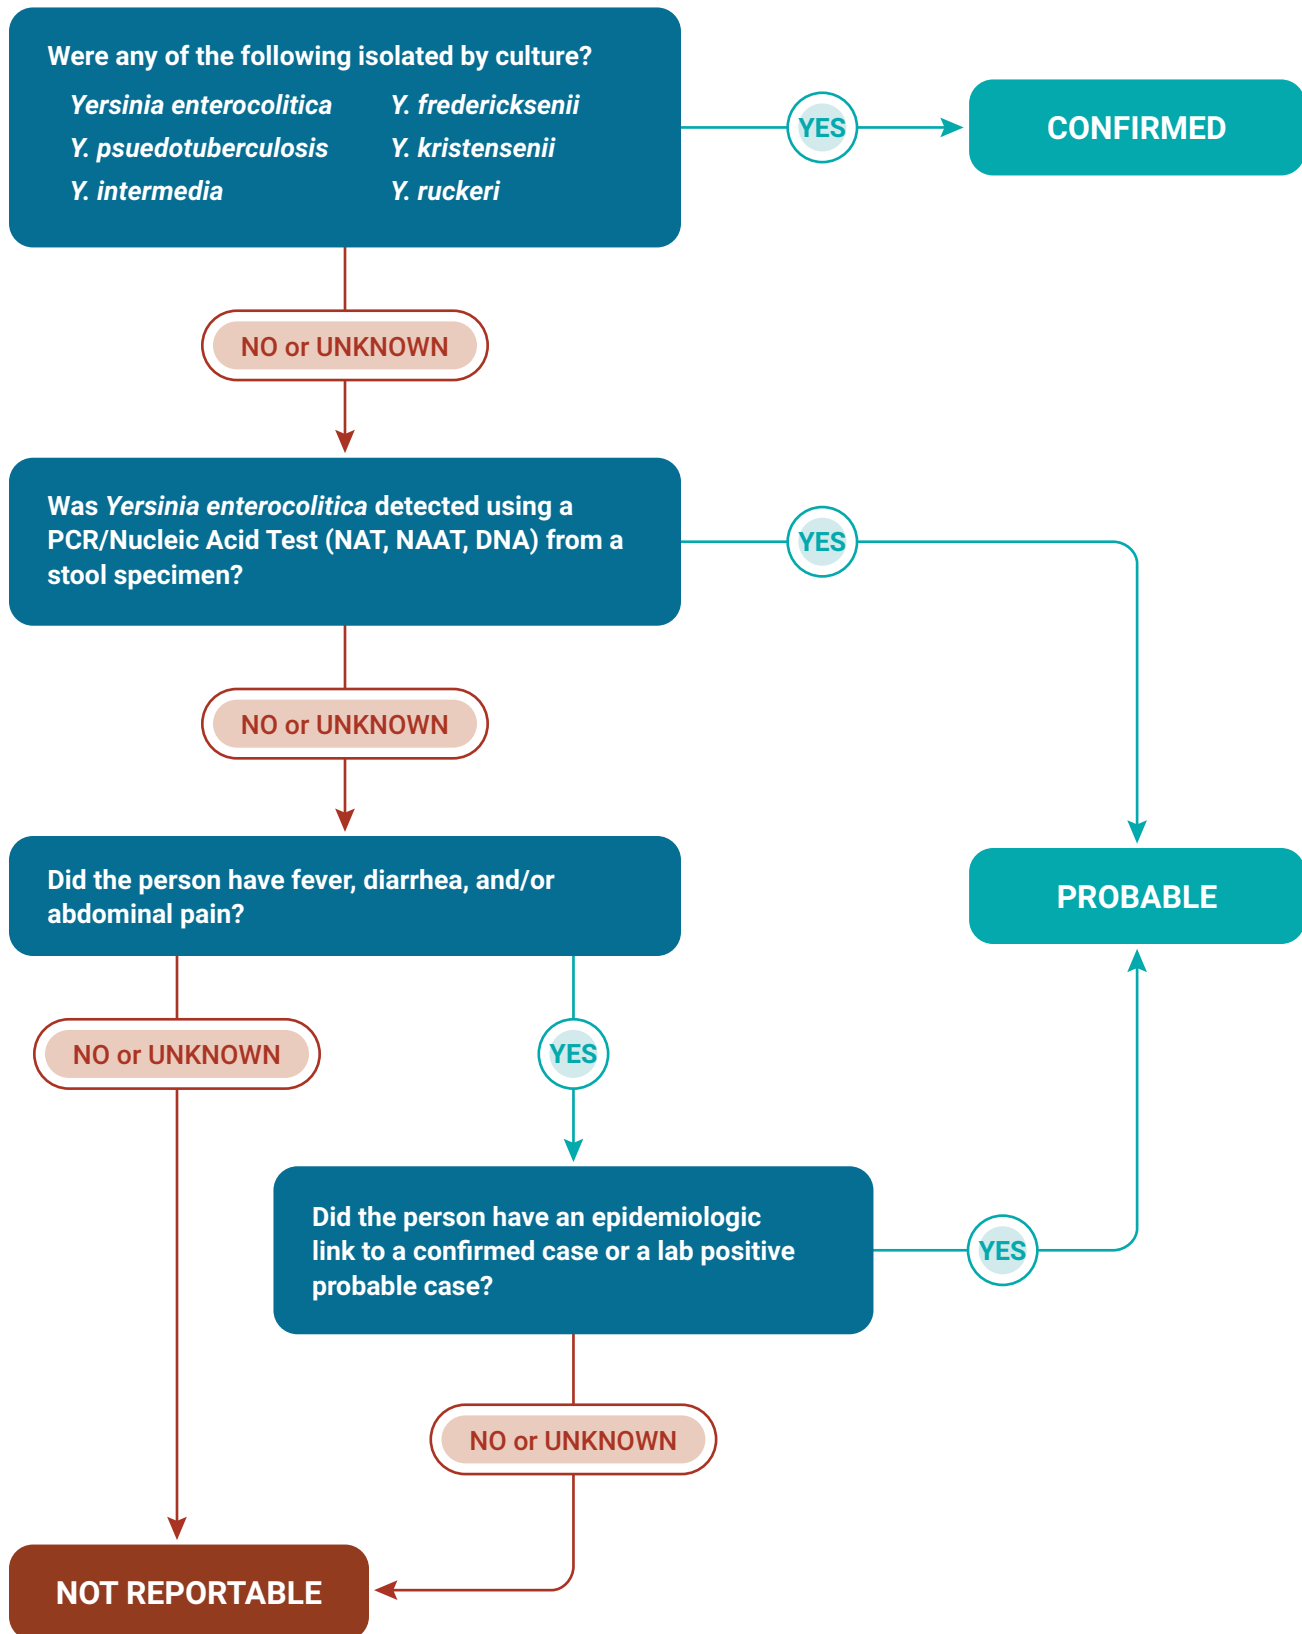 Were any of the following isolated by culture?
Yersinia enterocolitica
Y. fredericksenii
Y. psuedotuberculosis
Y. kristensenii
Y. intermedia
Y. ruckeri
YES
CONFIRMED
NO or UNKNOWN
Was Yersinia enterocolitica detected using a
PCR/Nucleic Acid Test (NAT, NAAT, DNA) from a
stool specimen?
YES
NO or UNKNOWN
Did the person have fever, diarrhea, and/or
abdominal pain?
PROBABLE
NO or UNKNOWN
YES
Did the person have an epidemiologic
link to a confirmed case or a lab positive
probable case?
YES
NO or UNKNOWN
NOT REPORTABLE